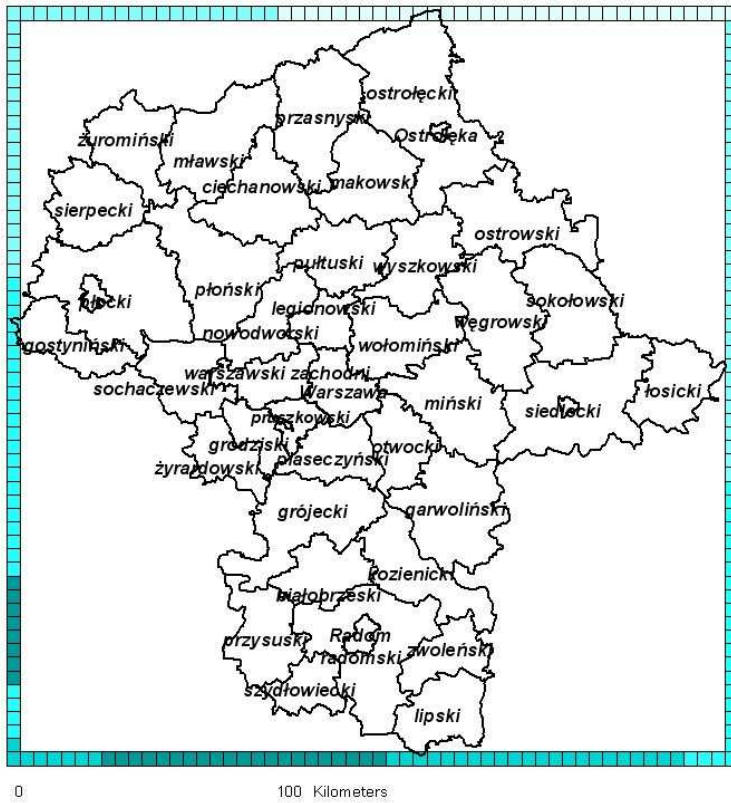 ostrołęcki
przasnyski
Ostrołęka
żuromiński
mławski
ciechanowski
makowski
sierpecki
ostrowski
pułtuski
wyszkowski
płoński
płocki
sokołowski
legionowski
nowodworski
węgrowski
wołomiński
gostyniński
warszawski zachodni
sochaczewski
Warszawa
łosicki
miński
siedlecki
pruszkowski
grodziski
otwocki
piaseczyński
żyrardowski
grójecki
garwoliński
kozienicki
białobrzeski
przysuski
Radom
radomski
zwoleński
szydłowiecki
lipski
0 100 Kilometers